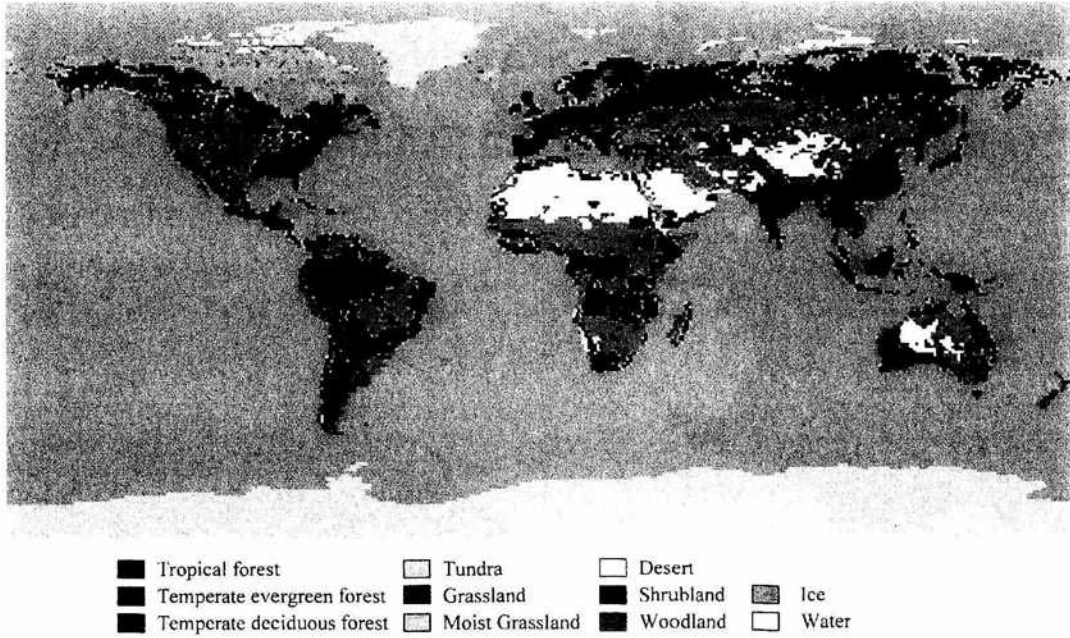 Tropical forest Tundra Desert
Temperate evergreen forest Grassland Shrubland Ice
Temperate deciduous forest Moist Grassland Woodland Water